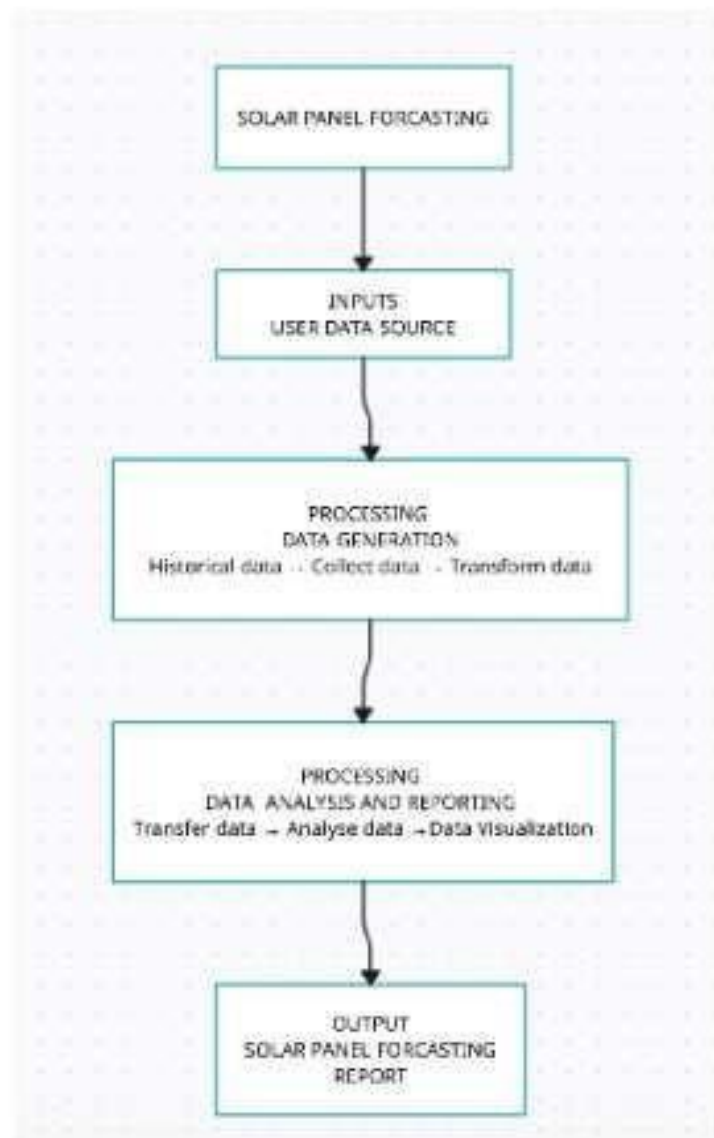 SOLAR PANEL FORCASTING
INPUTS
USER DATA SOURCE
PROCESSING
DATA GENERATION
Historical data → Collect data → Transform data
PROCESSING
DATA ANALYSIS AND REPORTING
Transfer data → Analyse data →Data Visualization
OUTPUT
SOLAR PANEL FORCASTING
REPORT